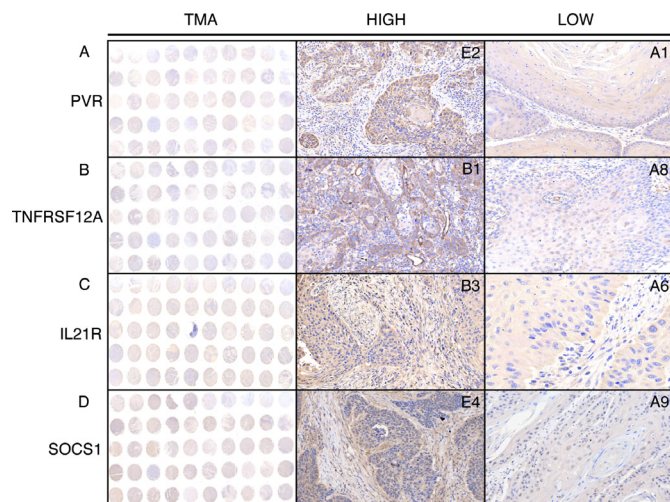 TMA HIGH LOW
A E2 A1
PVR
B B1 A8
TNFRSF12A
C B3 A6
IL21R
D E4 A9
SOCS1